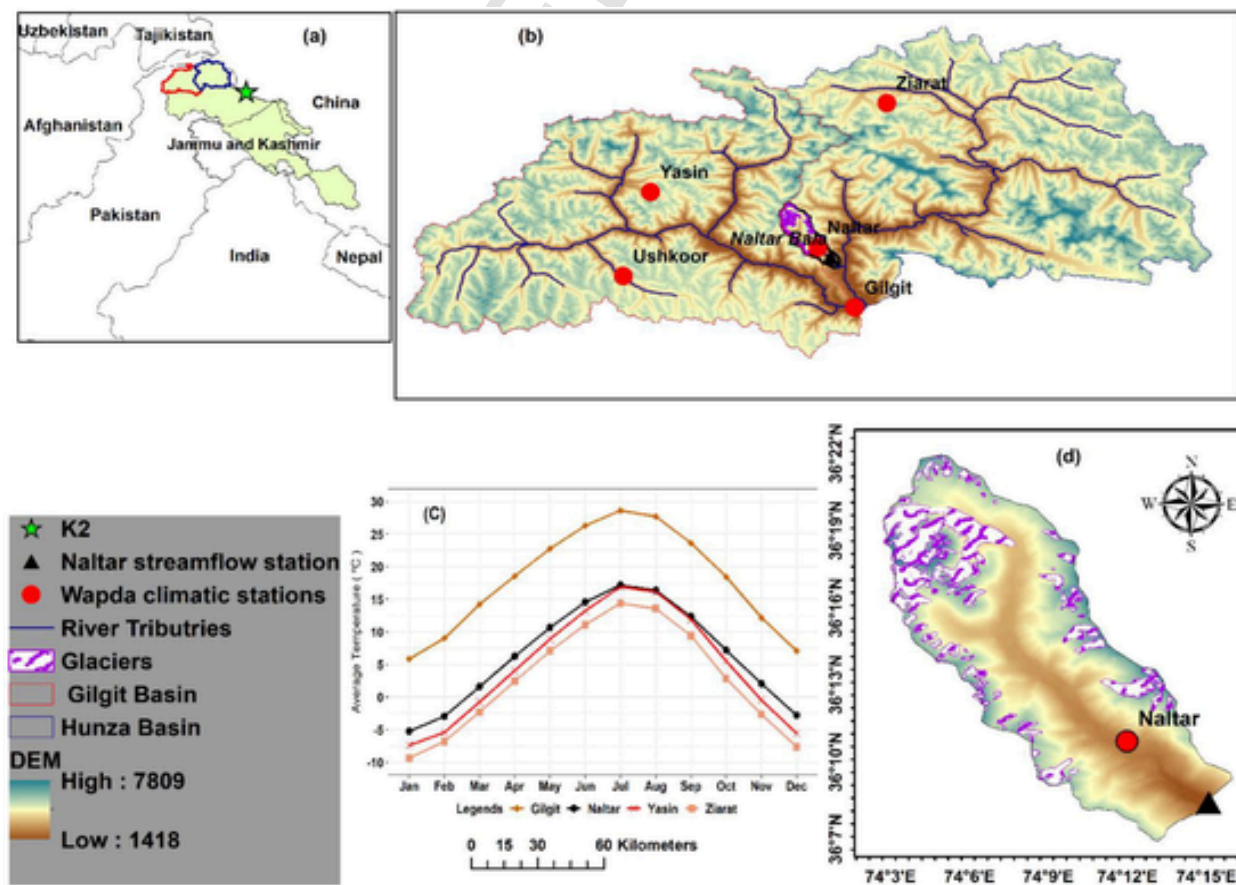 Uzbekistan
Tajikistan
(a)
China
Afghanistan
Janmu and Kashmir
Pakistan
India
Nepal
(b)
Ziarat
Yasin
Naltar
Naltar Bala
Ushkoor
Gilgit
K2
Naltar streamflow station
Wapda climatic stations
River Tributries
Glaciers
Gilgit Basin
Hunza Basin
DEM
High : 7809
Low : 1418
(C)
Average Temperature ( °C)
30
25
20
15
10
5
0
-5
-10
Jan Feb Mar Apr May Jun Jul Aug Sep Oct Nov Dec
Legends Gilgit Naltar Yasin Ziarat
0 15 30 60 Kilometers
(d)
N
W E
S
Naltar
36°22'N
36°19'N
36°16'N
36°13'N
36°10'N
36°7'N
74°3'E 74°6'E 74°9'E 74°12'E 74°15'E